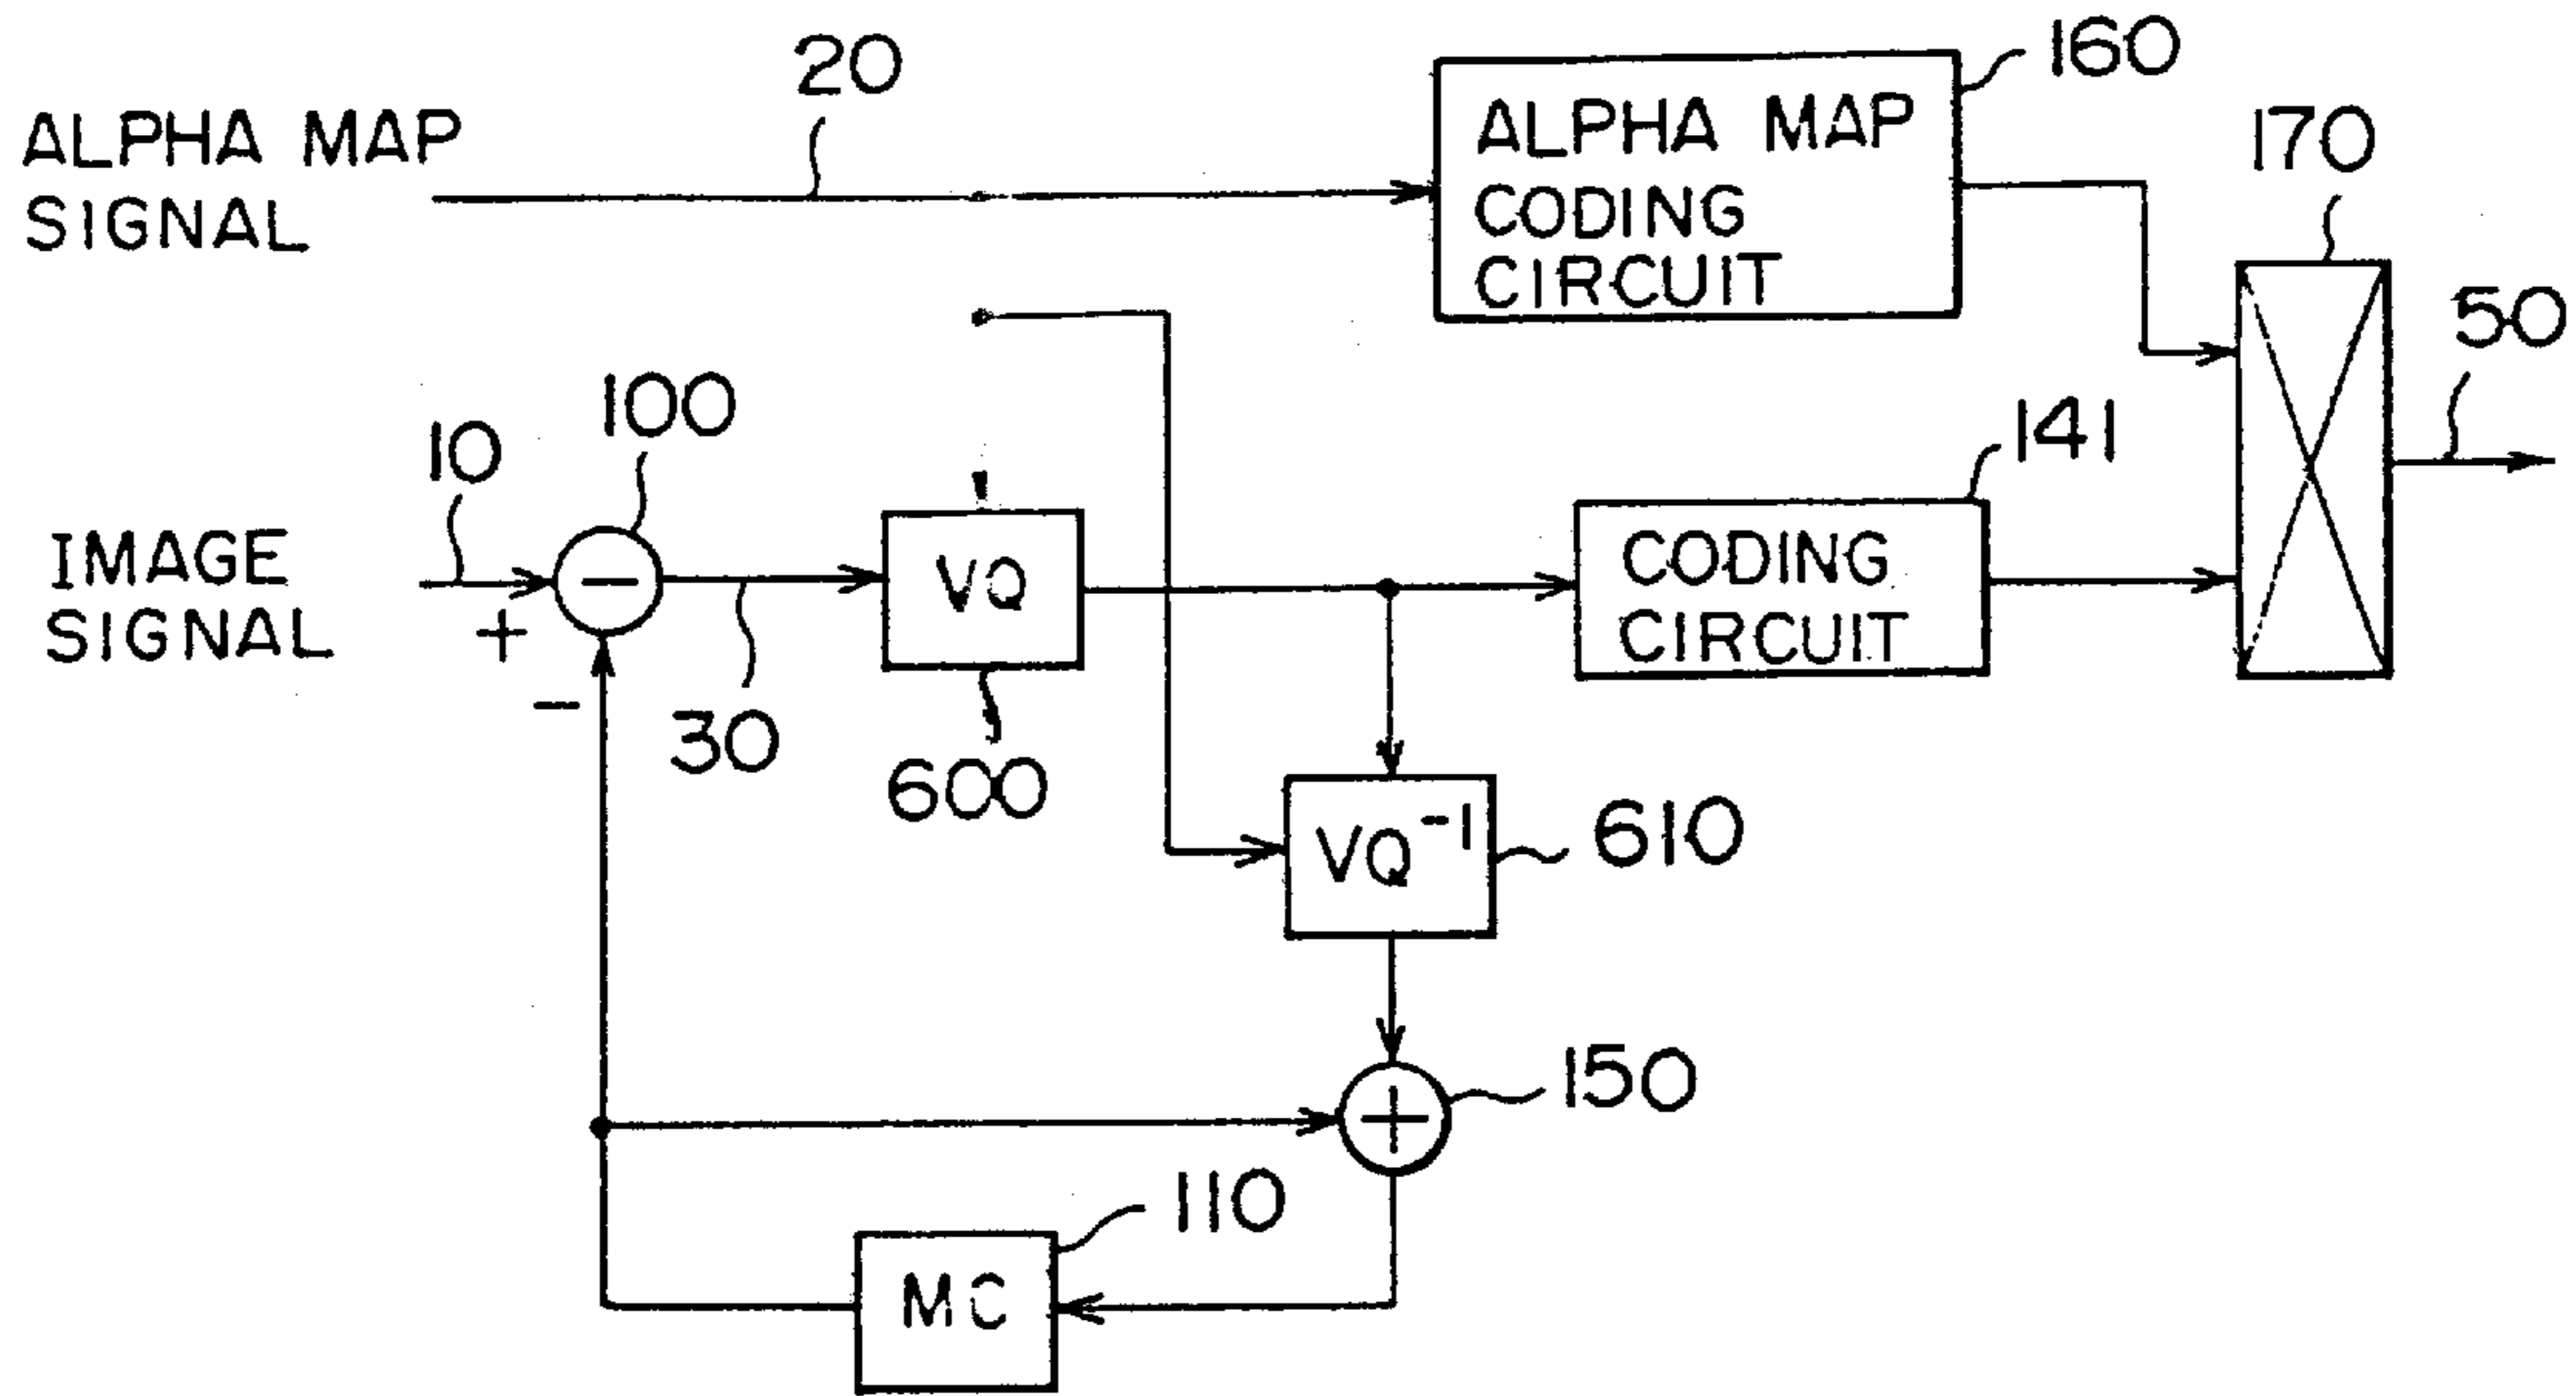 20
160
ALPHA MAP
SIGNAL
ALPHA MAP
CODING
CIRCUIT
170
50
100
10
141
IMAGE
SIGNAL
+
−
−
VQ
CODING
CIRCUIT
30
600
VQ⁻¹
610
+
150
110
MC